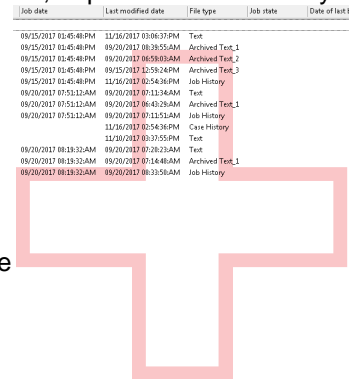 Job date Last modified date File type Job state Date of last
09/15/2017 01:45:48:PM 11/16/2017 03:06:37:PM Text
09/15/2017 01:45:48:PM 09/20/2017 08:39:55:AM Archived Text_1
09/15/2017 01:45:48:PM 09/20/2017 06:59:03:AM Archived Text_2
09/15/2017 01:45:48:PM 09/15/2017 12:59:24:PM Archived Text_3
09/15/2017 01:45:48:PM 11/16/2017 02:54:36:PM Job History
09/20/2017 07:51:12:AM 09/20/2017 07:11:34:AM Text
09/20/2017 07:51:12:AM 09/20/2017 06:43:29:AM Archived Text_1
09/20/2017 07:51:12:AM 09/20/2017 07:11:51:AM Job History
11/16/2017 02:54:36:PM Case History
11/10/2017 03:37:55:PM Text
09/20/2017 08:19:32:AM 09/20/2017 07:20:23:AM Text
09/20/2017 08:19:32:AM 09/20/2017 07:14:48:AM Archived Text_1
09/20/2017 08:19:32:AM 09/20/2017 08:33:50:AM Job History
e